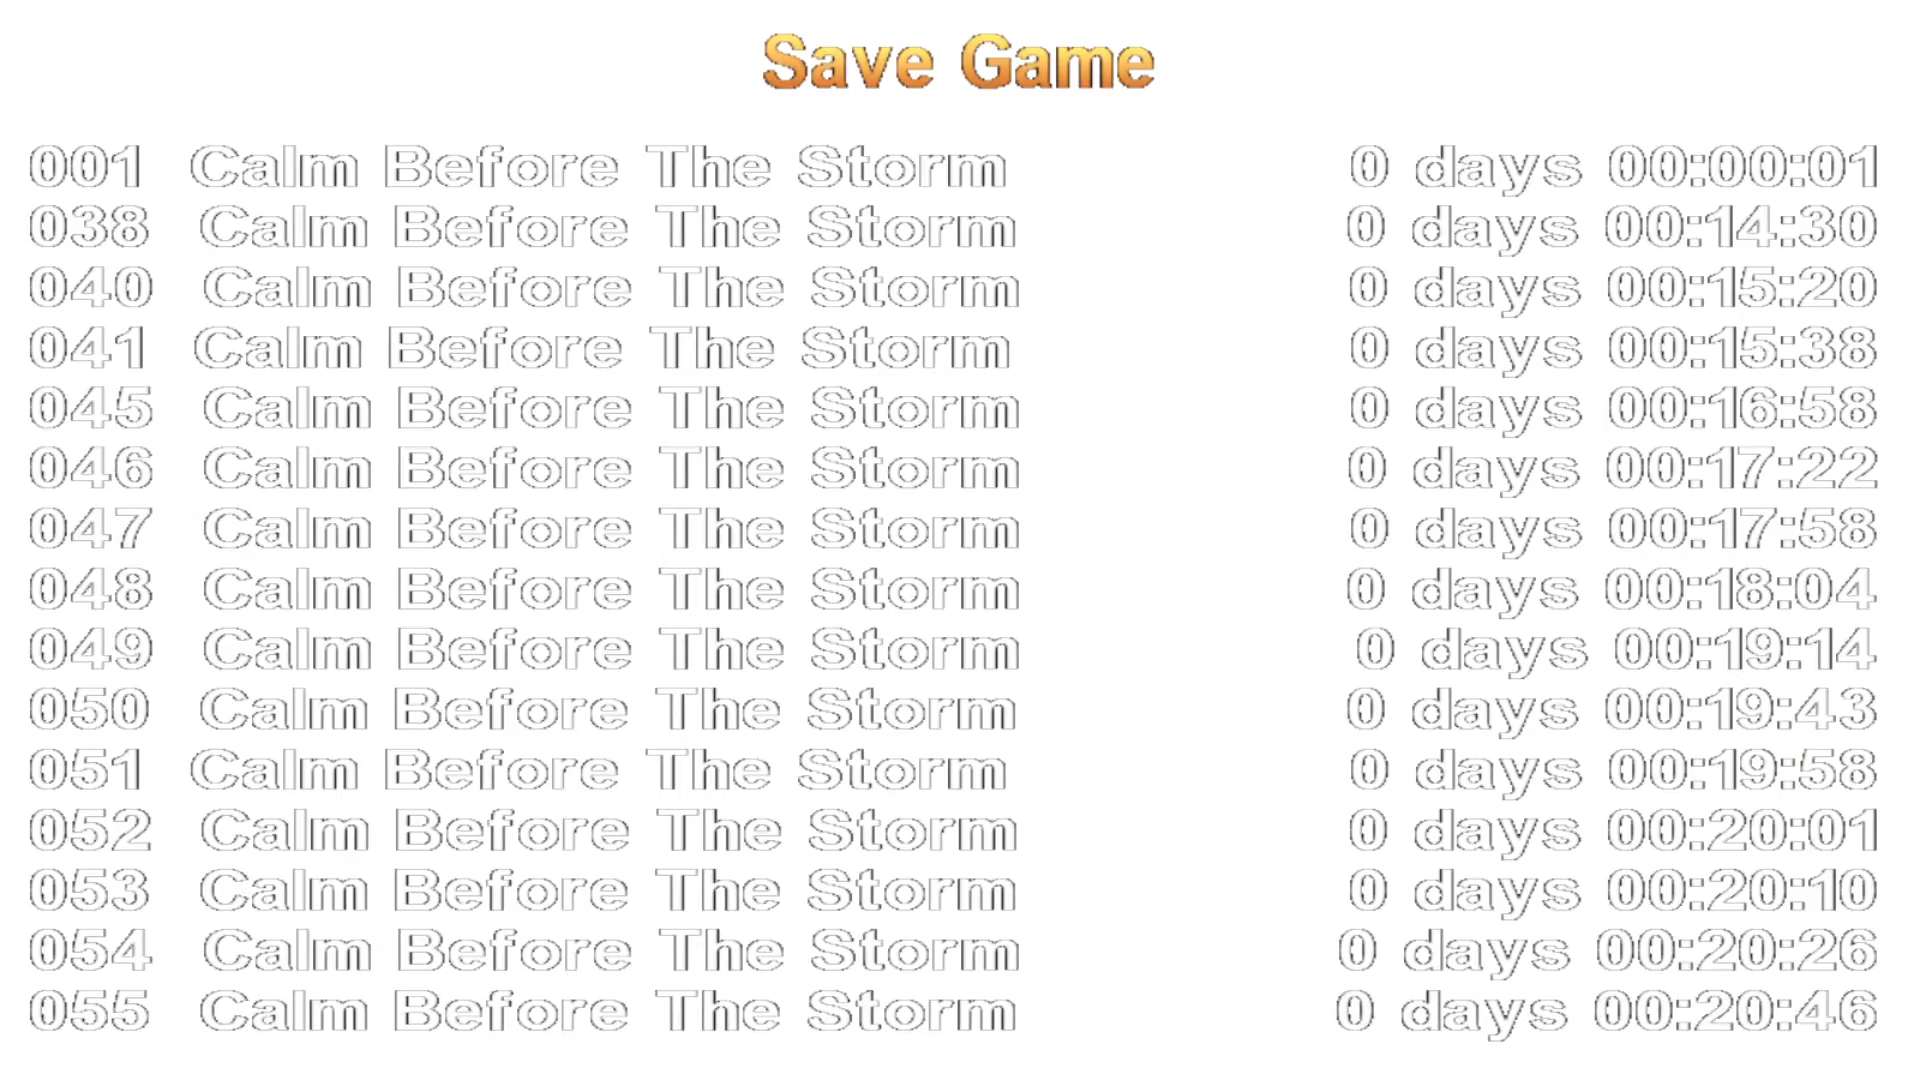 Save Game
001 Calm Before The Storm 0 days 00:00:01
038 Calm Before The Storm 0 days 00:14:30
040 Calm Before The Storm 0 days 00:15:20
041 Calm Before The Storm 0 days 00:15:38
045 Calm Before The Storm 0 days 00:16:58
046 Calm Before The Storm 0 days 00:17:22
047 Calm Before The Storm 0 days 00:17:58
048 Calm Before The Storm 0 days 00:18:04
049 Calm Before The Storm 0 days 00:19:14
050 Calm Before The Storm 0 days 00:19:43
051 Calm Before The Storm 0 days 00:19:58
052 Calm Before The Storm 0 days 00:20:01
053 Calm Before The Storm 0 days 00:20:10
054 Calm Before The Storm 0 days 00:20:26
055 Calm Before The Storm 0 days 00:20:46